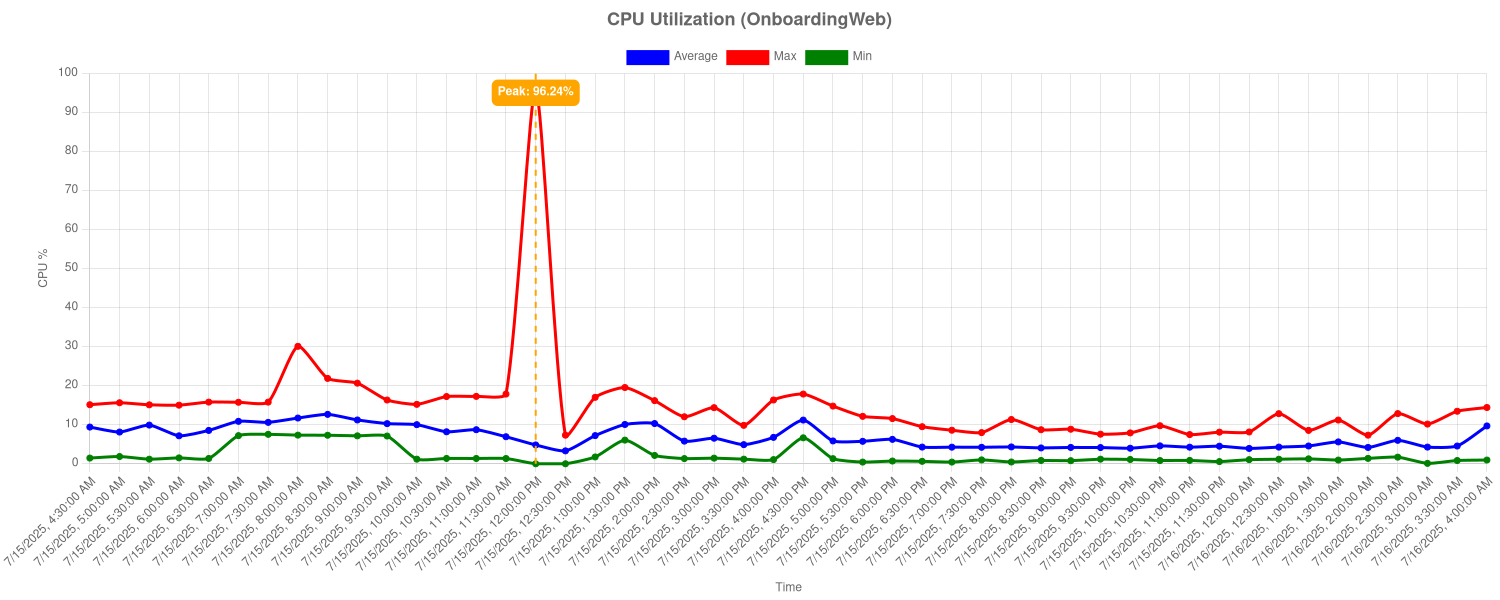 CPU Utilization (OnboardingWeb)
Average Max Min
Peak: 96.24%
100
90
80
70
60
50
40
30
20
10
0
CPU %
7/15/2025, 4:30:00 AM
7/15/2025, 5:00:00 AM
7/15/2025, 5:30:00 AM
7/15/2025, 6:00:00 AM
7/15/2025, 6:30:00 AM
7/15/2025, 7:00:00 AM
7/15/2025, 7:30:00 AM
7/15/2025, 8:00:00 AM
7/15/2025, 8:30:00 AM
7/15/2025, 9:00:00 AM
7/15/2025, 9:30:00 AM
7/15/2025, 10:00:00 AM
7/15/2025, 10:30:00 AM
7/15/2025, 11:00:00 AM
7/15/2025, 11:30:00 AM
7/15/2025, 12:00:00 PM
7/15/2025, 12:30:00 PM
7/15/2025, 1:00:00 PM
7/15/2025, 1:30:00 PM
7/15/2025, 2:00:00 PM
7/15/2025, 2:30:00 PM
7/15/2025, 3:00:00 PM
7/15/2025, 3:30:00 PM
7/15/2025, 4:00:00 PM
7/15/2025, 4:30:00 PM
7/15/2025, 5:00:00 PM
7/15/2025, 5:30:00 PM
7/15/2025, 6:00:00 PM
7/15/2025, 6:30:00 PM
7/15/2025, 7:00:00 PM
7/15/2025, 7:30:00 PM
7/15/2025, 8:00:00 PM
7/15/2025, 8:30:00 PM
7/15/2025, 9:00:00 PM
7/15/2025, 9:30:00 PM
7/15/2025, 10:00:00 PM
7/15/2025, 10:30:00 PM
7/15/2025, 11:00:00 PM
7/15/2025, 11:30:00 PM
7/16/2025, 12:00:00 AM
7/16/2025, 12:30:00 AM
7/16/2025, 1:00:00 AM
7/16/2025, 1:30:00 AM
7/16/2025, 2:00:00 AM
7/16/2025, 2:30:00 AM
7/16/2025, 3:00:00 AM
7/16/2025, 3:30:00 AM
7/16/2025, 4:00:00 AM
Time